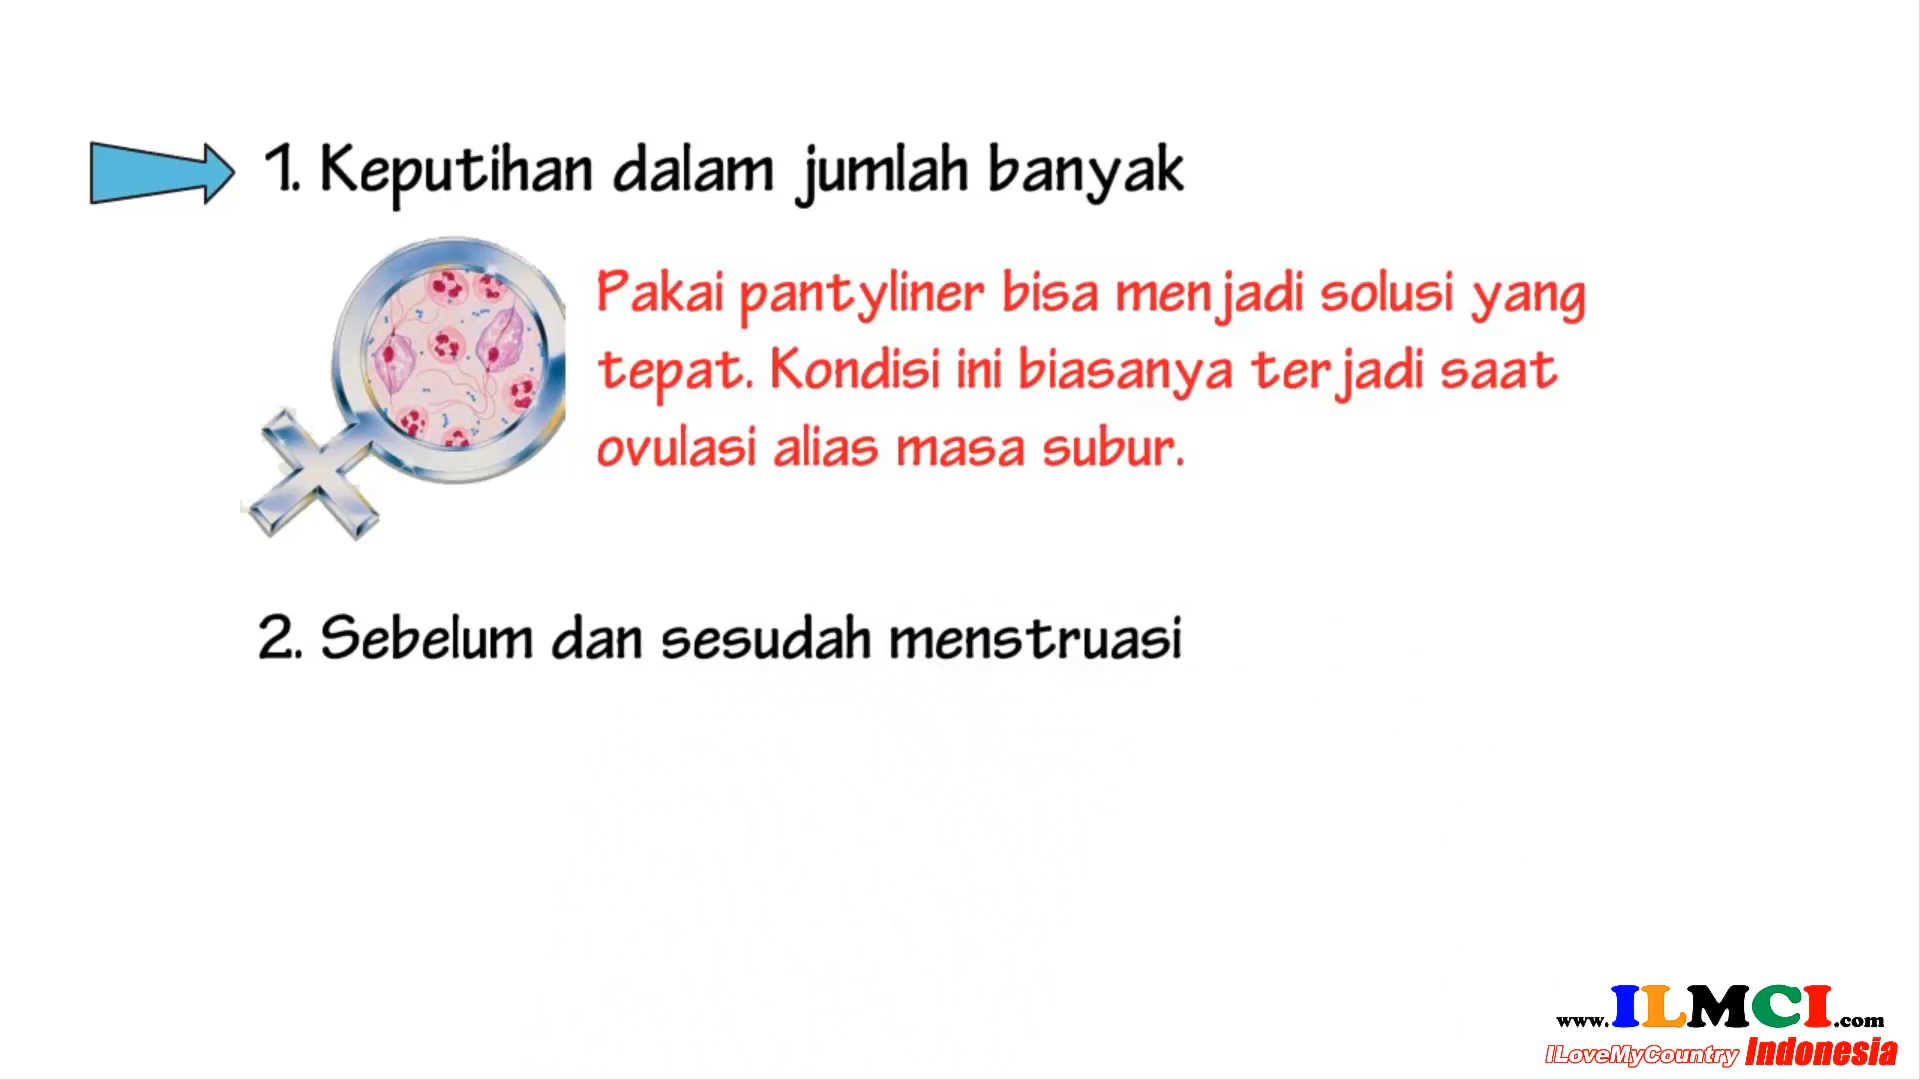 1. Keputihan dalam jumlah banyak
Pakai pantyliner bisa menjadi solusi yang
tepat. Kondisi ini biasanya terjadi saat
ovulasi alias masa subur.
2. Sebelum dan sesudah menstruasi
www.ILMCI.com
ILoveMyCountry Indonesia